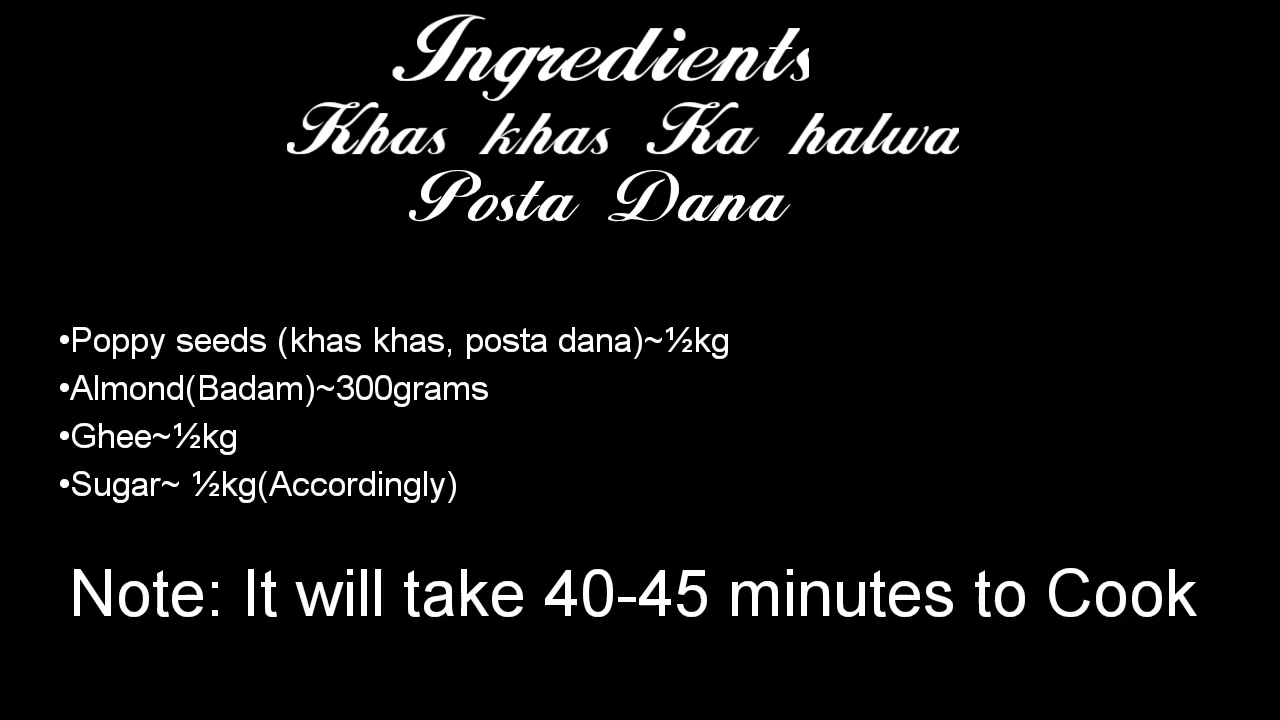 Ingredients
Khas khas Ka halwa
Posta Dana
•Poppy seeds (khas khas, posta dana)~½kg
•Almond(Badam)~300grams
•Ghee~½kg
•Sugar~ ½kg(Accordingly)
Note: It will take 40-45 minutes to Cook